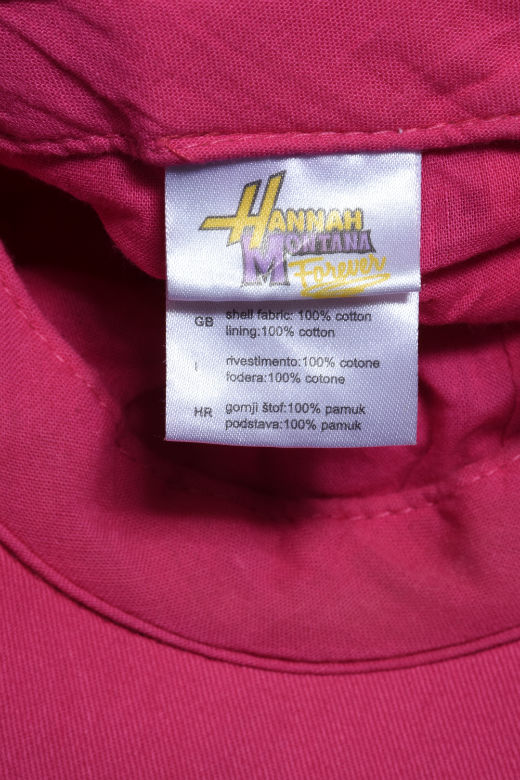 HANNAH
MONTANA
Forever
GB shell fabric: 100% cotton
lining:100% cotton
I rivestimento:100% cotone
fodera:100% cotone
HR gornji štof:100% pamuk
podstava:100% pamuk